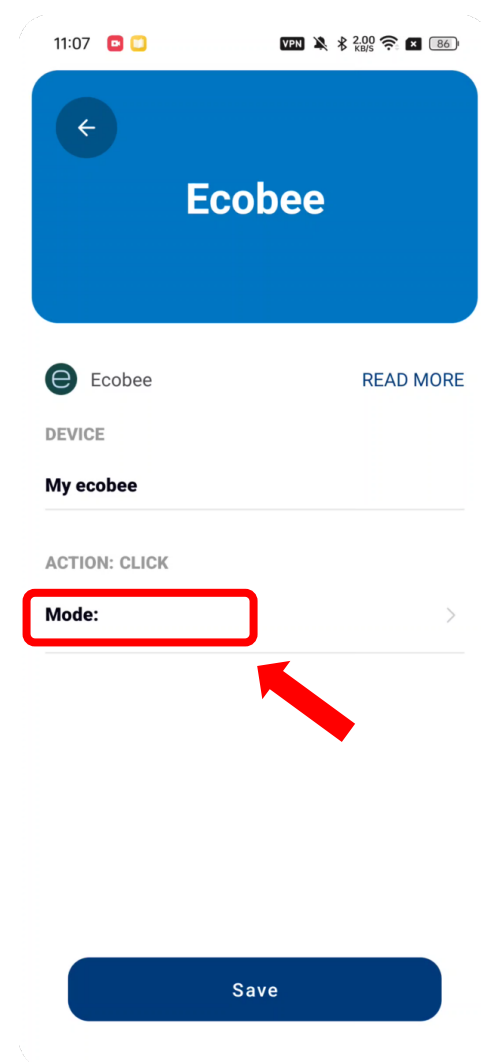 11:07 VPN 2.00 KB/S 86
Ecobee
Ecobee READ MORE
DEVICE
My ecobee
ACTION: CLICK
Mode:
Save